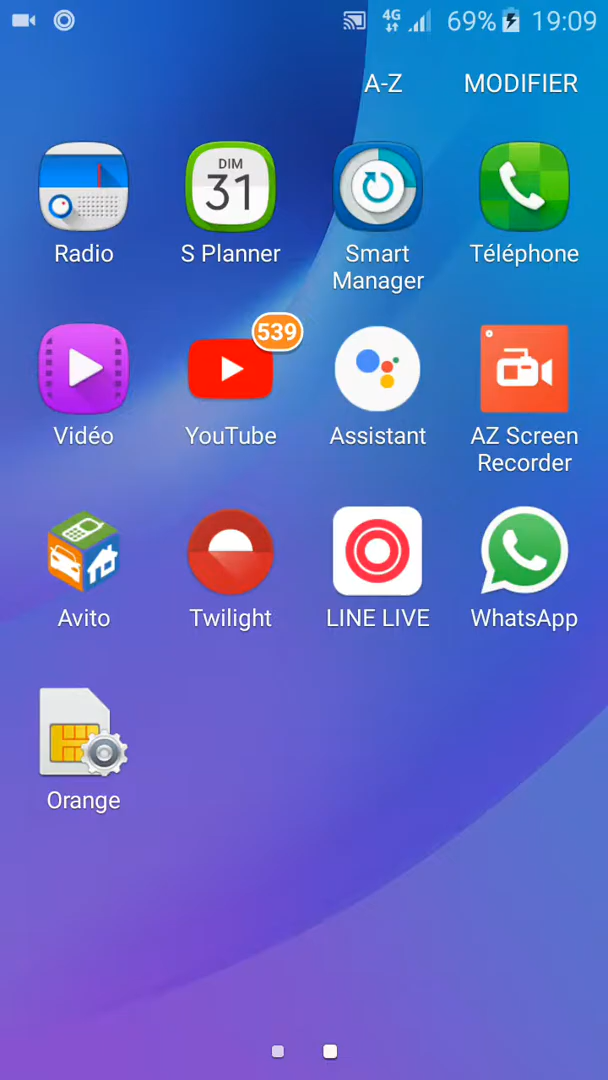 4G 69% 19:09
A-Z MODIFIER
DIM
31
Radio S Planner Smart Manager Téléphone
539
Vidéo YouTube Assistant AZ Screen Recorder
Avito Twilight LINE LIVE WhatsApp
Orange